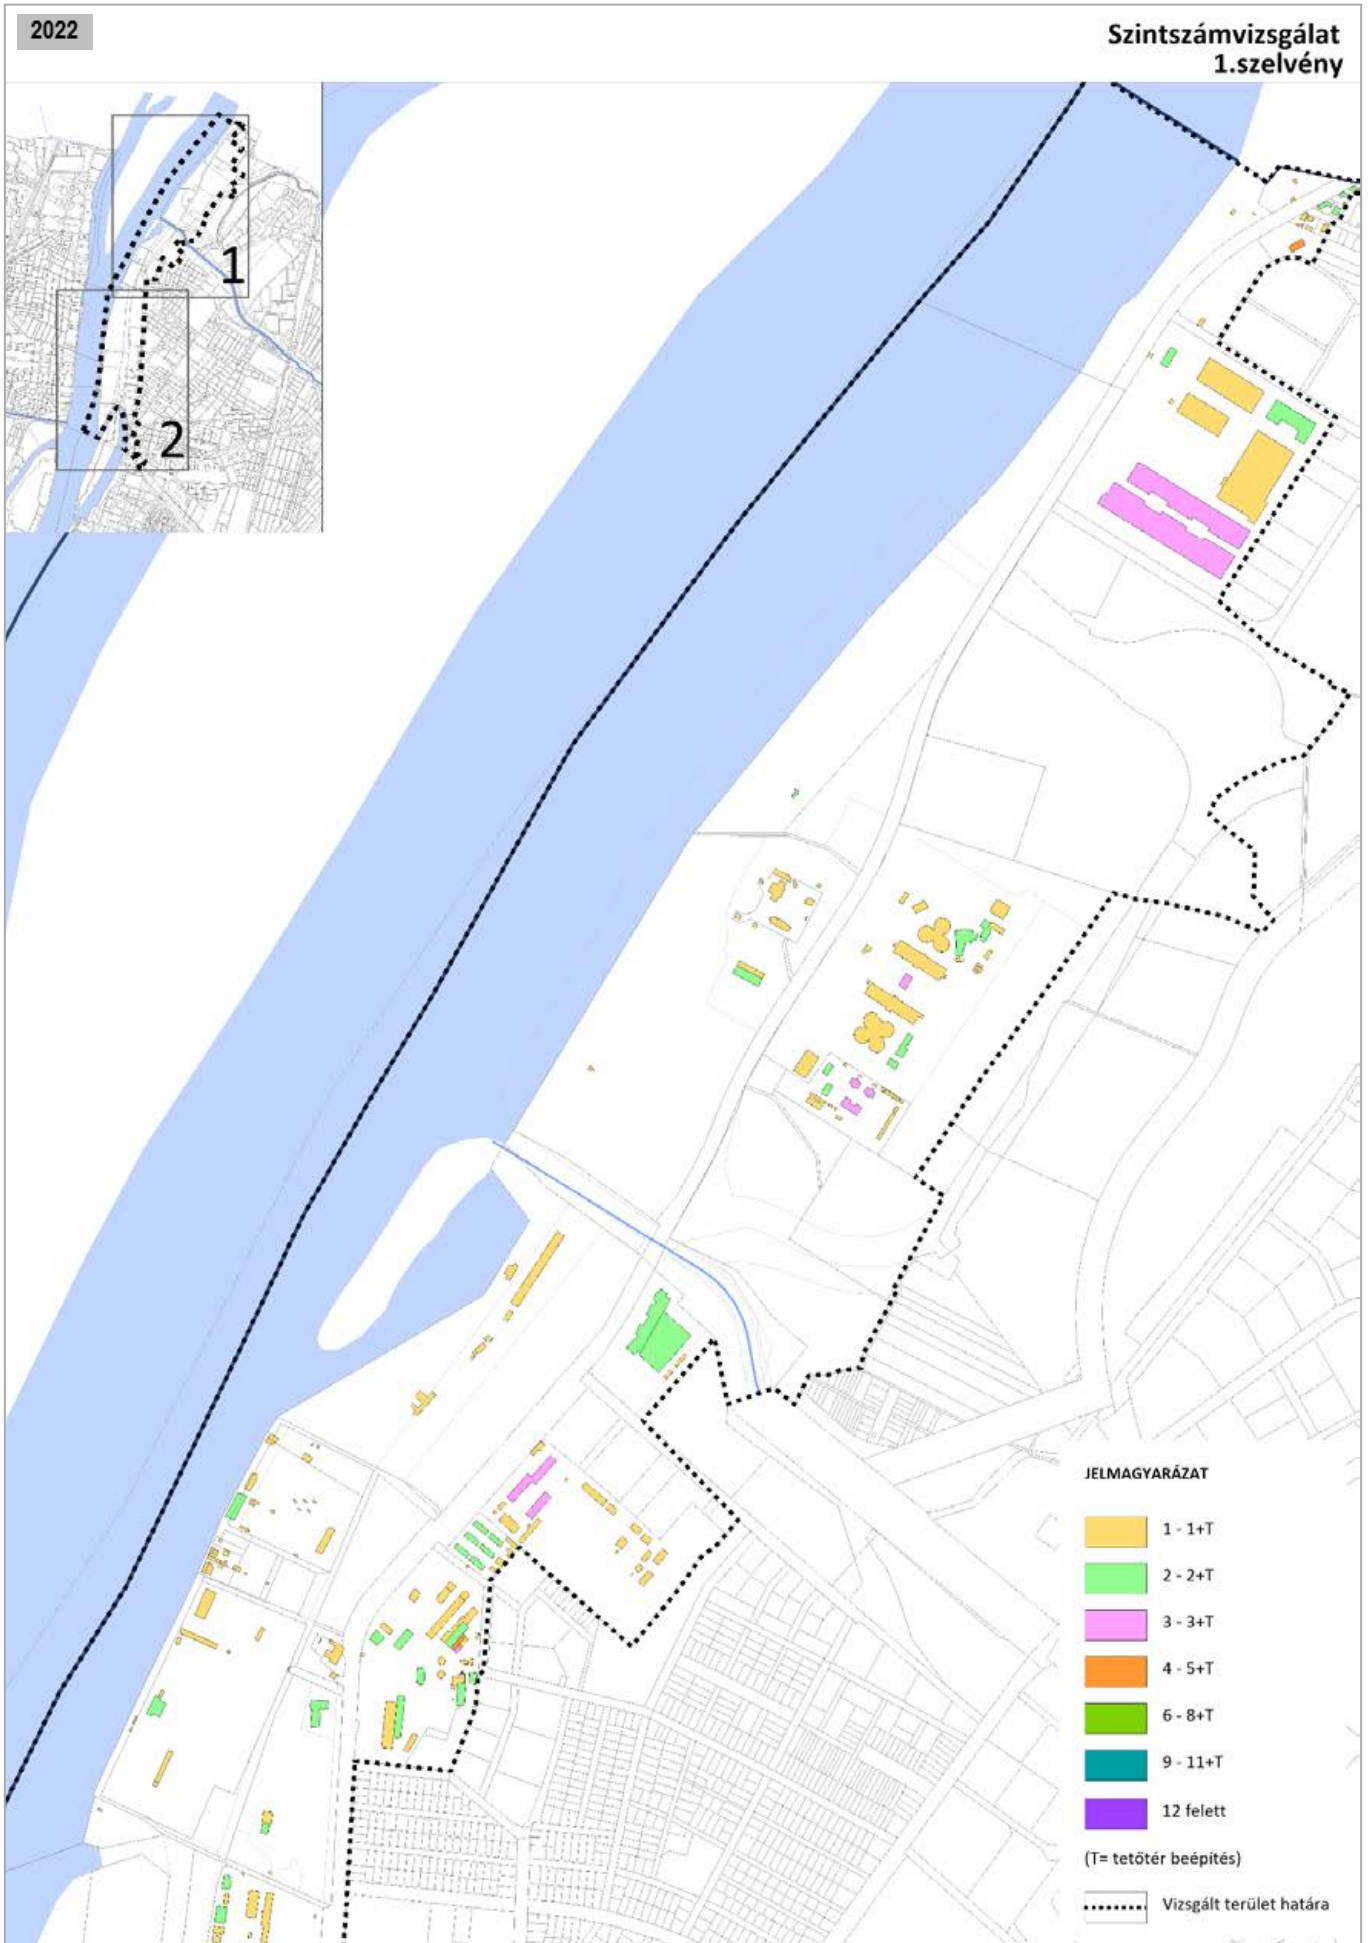 2022
Szintszámvizsgálat
1.szelvény
1
2
JELMAGYARÁZAT
1 - 1+T
2 - 2+T
3 - 3+T
4 - 5+T
6 - 8+T
9 - 11+T
12 felett
(T= tetőtér beépítés)
Vizsgált terület határa